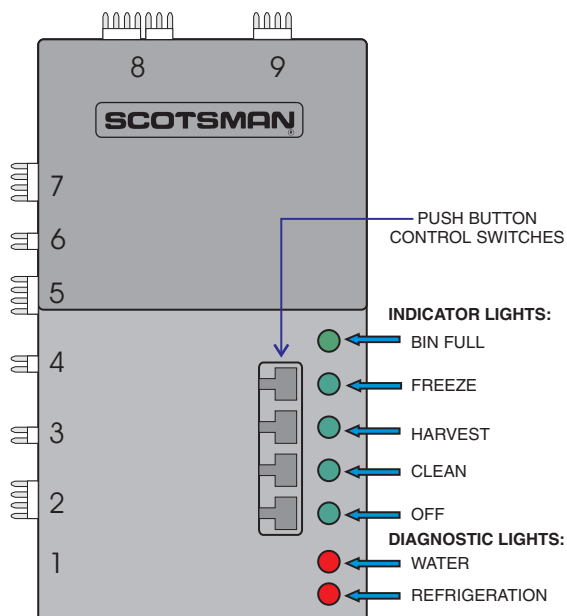 8
9
SCOTSMAN
7
6
5
4
3
2
1
PUSH BUTTON
CONTROL SWITCHES
INDICATOR LIGHTS:
BIN FULL
FREEZE
HARVEST
CLEAN
OFF
DIAGNOSTIC LIGHTS:
WATER
REFRIGERATION